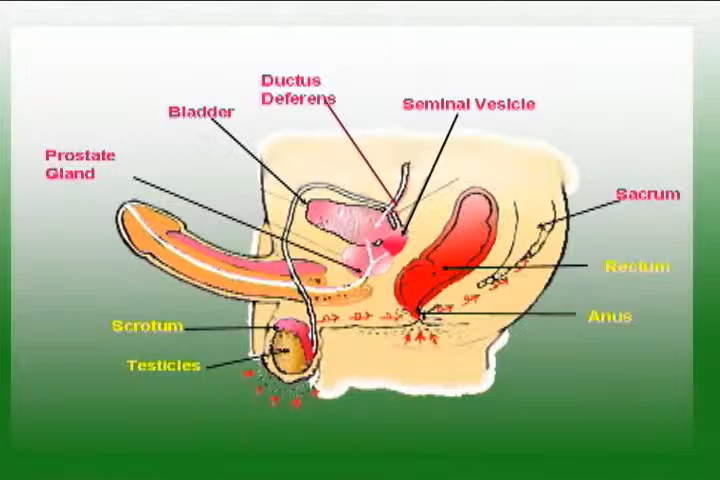 Ductus
Deferens
Bladder
Seminal Vesicle
Prostate
Gland
Sacrum
Rectum
Anus
Scrotum
Testicles